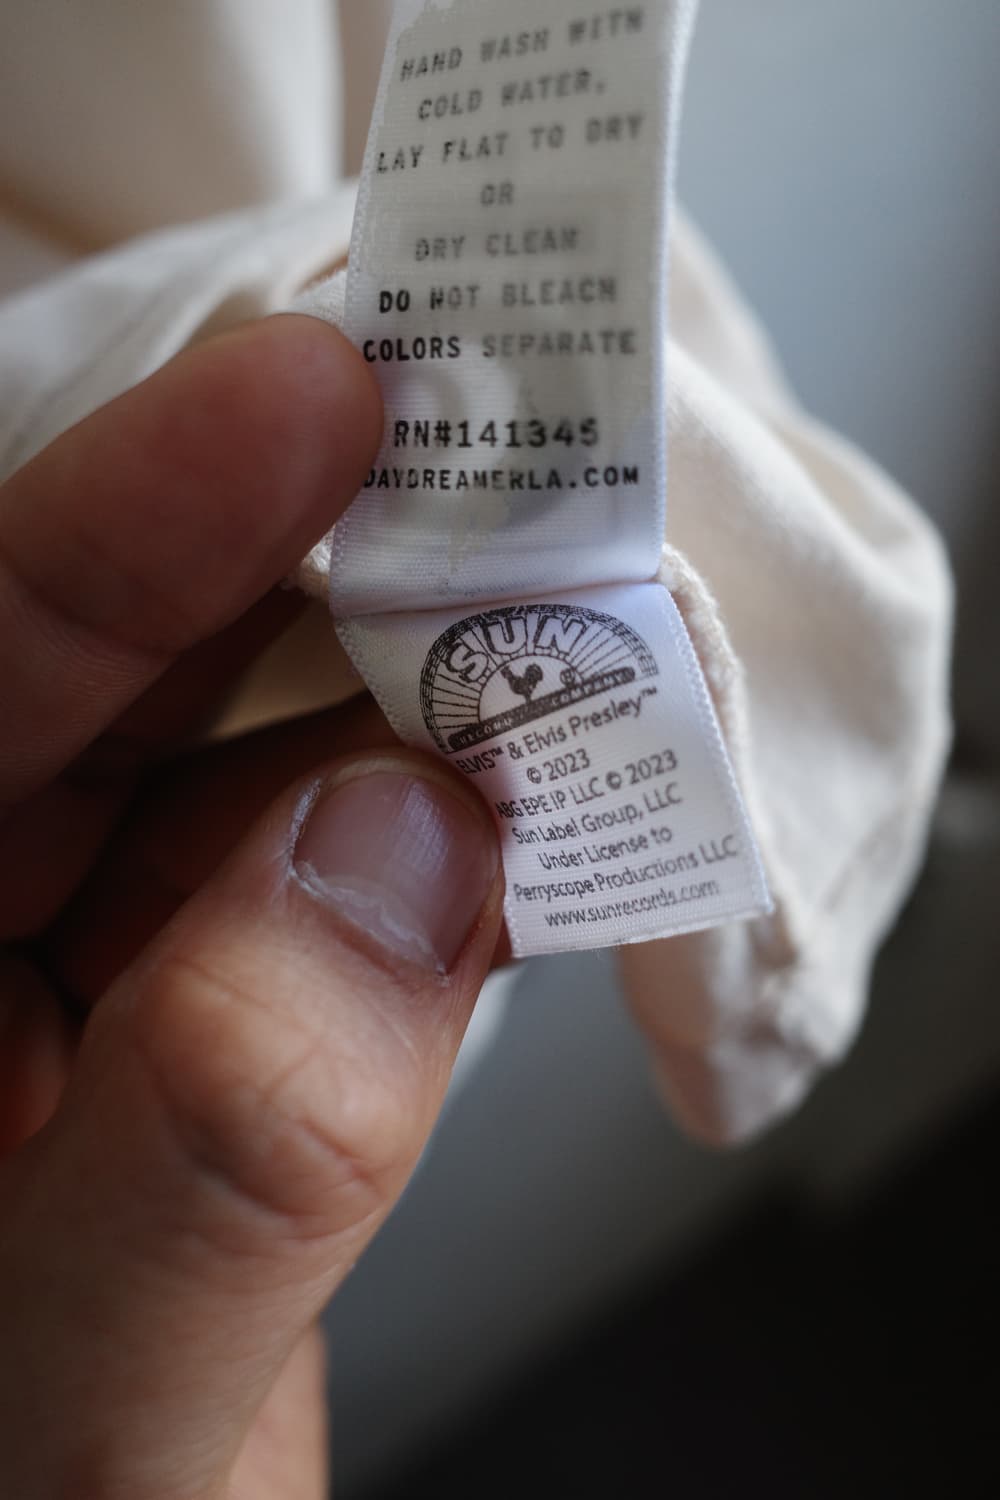 HAND WASH WITH
COLD WATER,
LAY FLAT TO DRY
OR
DRY CLEAN
DO NOT BLEACH
COLORS SEPARATE
RN#141345
DAYDREAMERLA.COM
SUN
RECORD COMPANY
ELVIS™ & Elvis Presley™
© 2023
ABG EPE IP LLC © 2023
Sun Label Group, LLC
Under License to
Perryscope Productions LLC
www.sunrecords.com